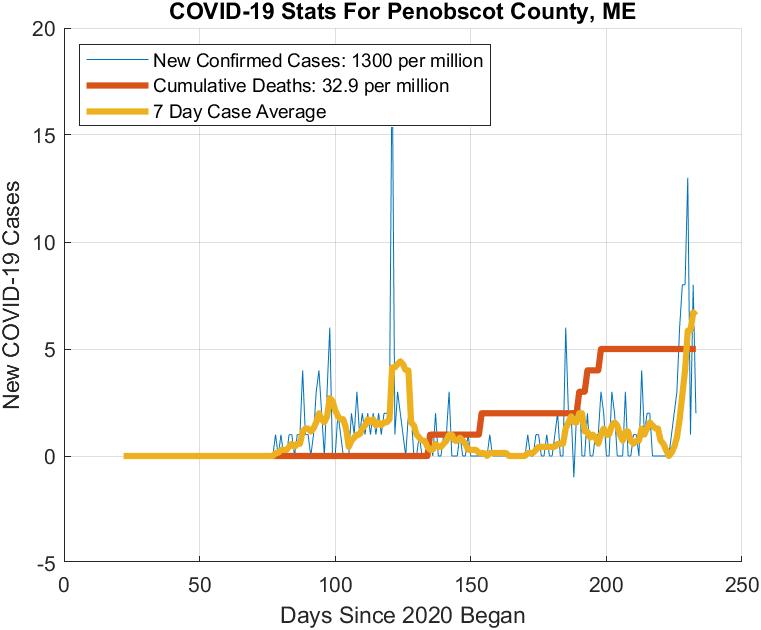 COVID-19 Stats For Penobscot County, ME
20
15
10
5
0
-5
New COVID-19 Cases
New Confirmed Cases: 1300 per million
Cumulative Deaths: 32.9 per million
7 Day Case Average
0 50 100 150 200 250
Days Since 2020 Began